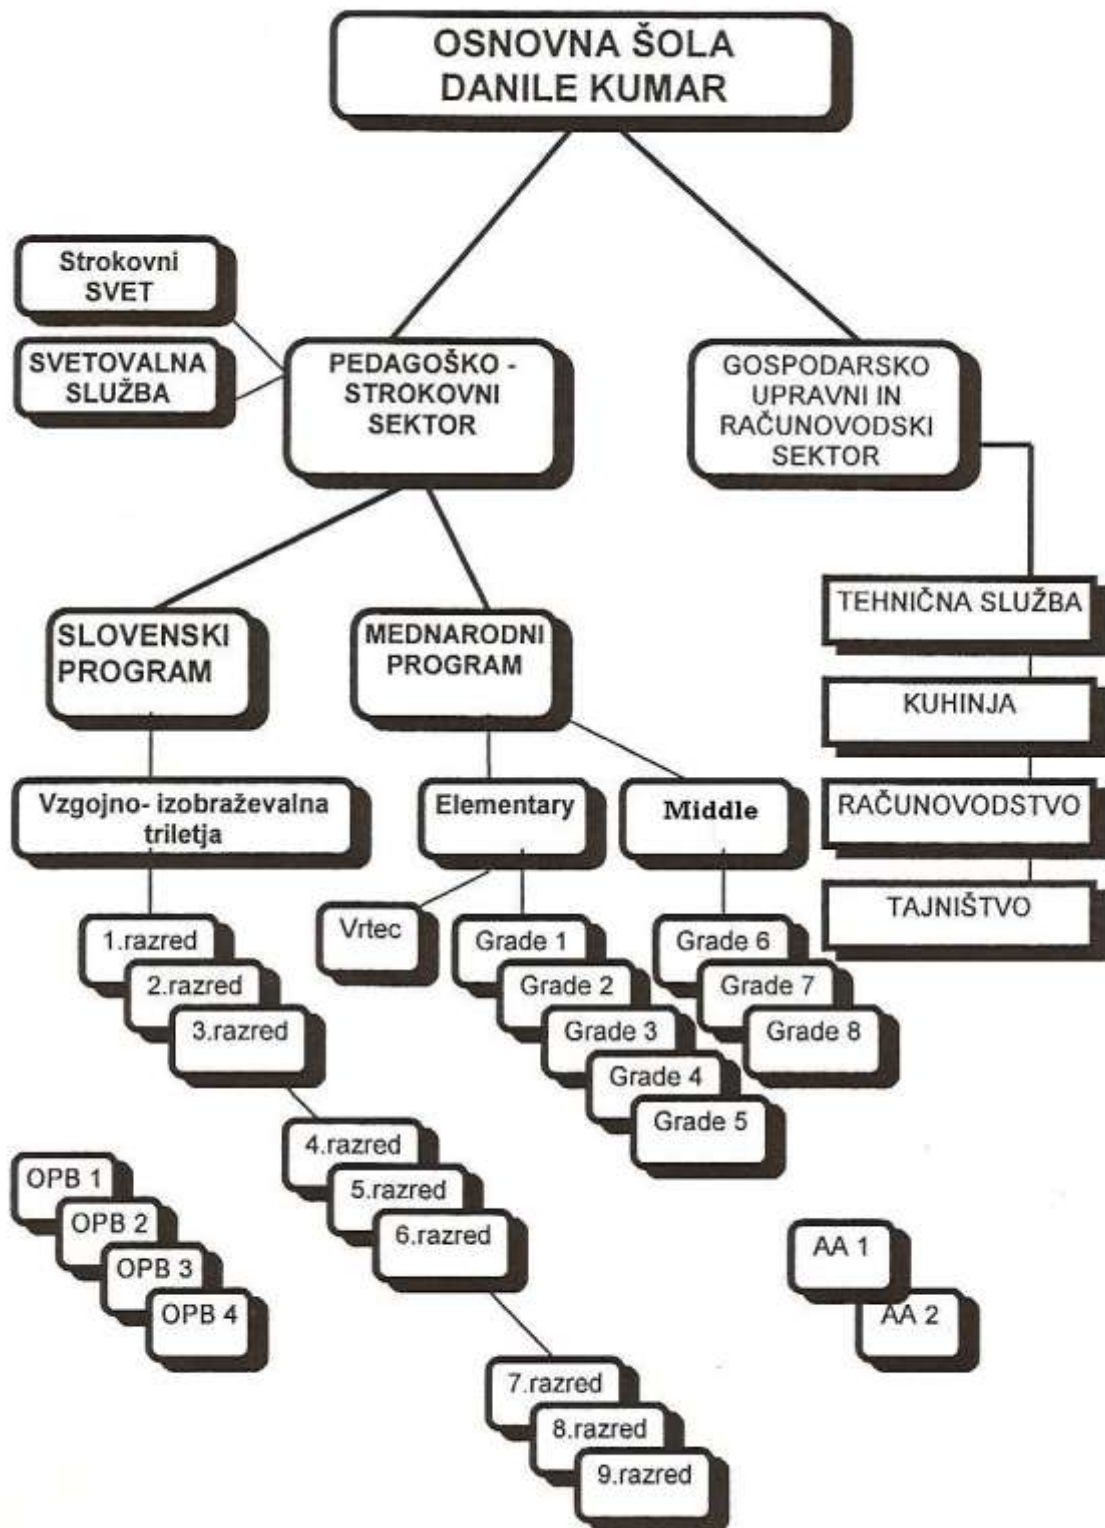 OSNOVNA ŠOLA
DANILE KUMAR
Strokovni
SVET
SVETOVALNA
SLUŽBA
PEDAGOŠKO -
STROKOVNI
SEKTOR
GOSPODARSKO
UPRAVNI IN
RAČUNOVODSKI
SEKTOR
SLOVENSKI
PROGRAM
MEDNARODNI
PROGRAM
TEHNIČNA SLUŽBA
KUHINJA
RAČUNOVODSTVO
TAJNIŠTVO
Vzgojno- izobraževalna
triletja
Elementary
Middle
1.razred
2.razred
3.razred
Vrtec
Grade 1
Grade 2
Grade 3
Grade 4
Grade 5
Grade 6
Grade 7
Grade 8
4.razred
5.razred
6.razred
OPB 1
OPB 2
OPB 3
OPB 4
AA 1
AA 2
7.razred
8.razred
9.razred